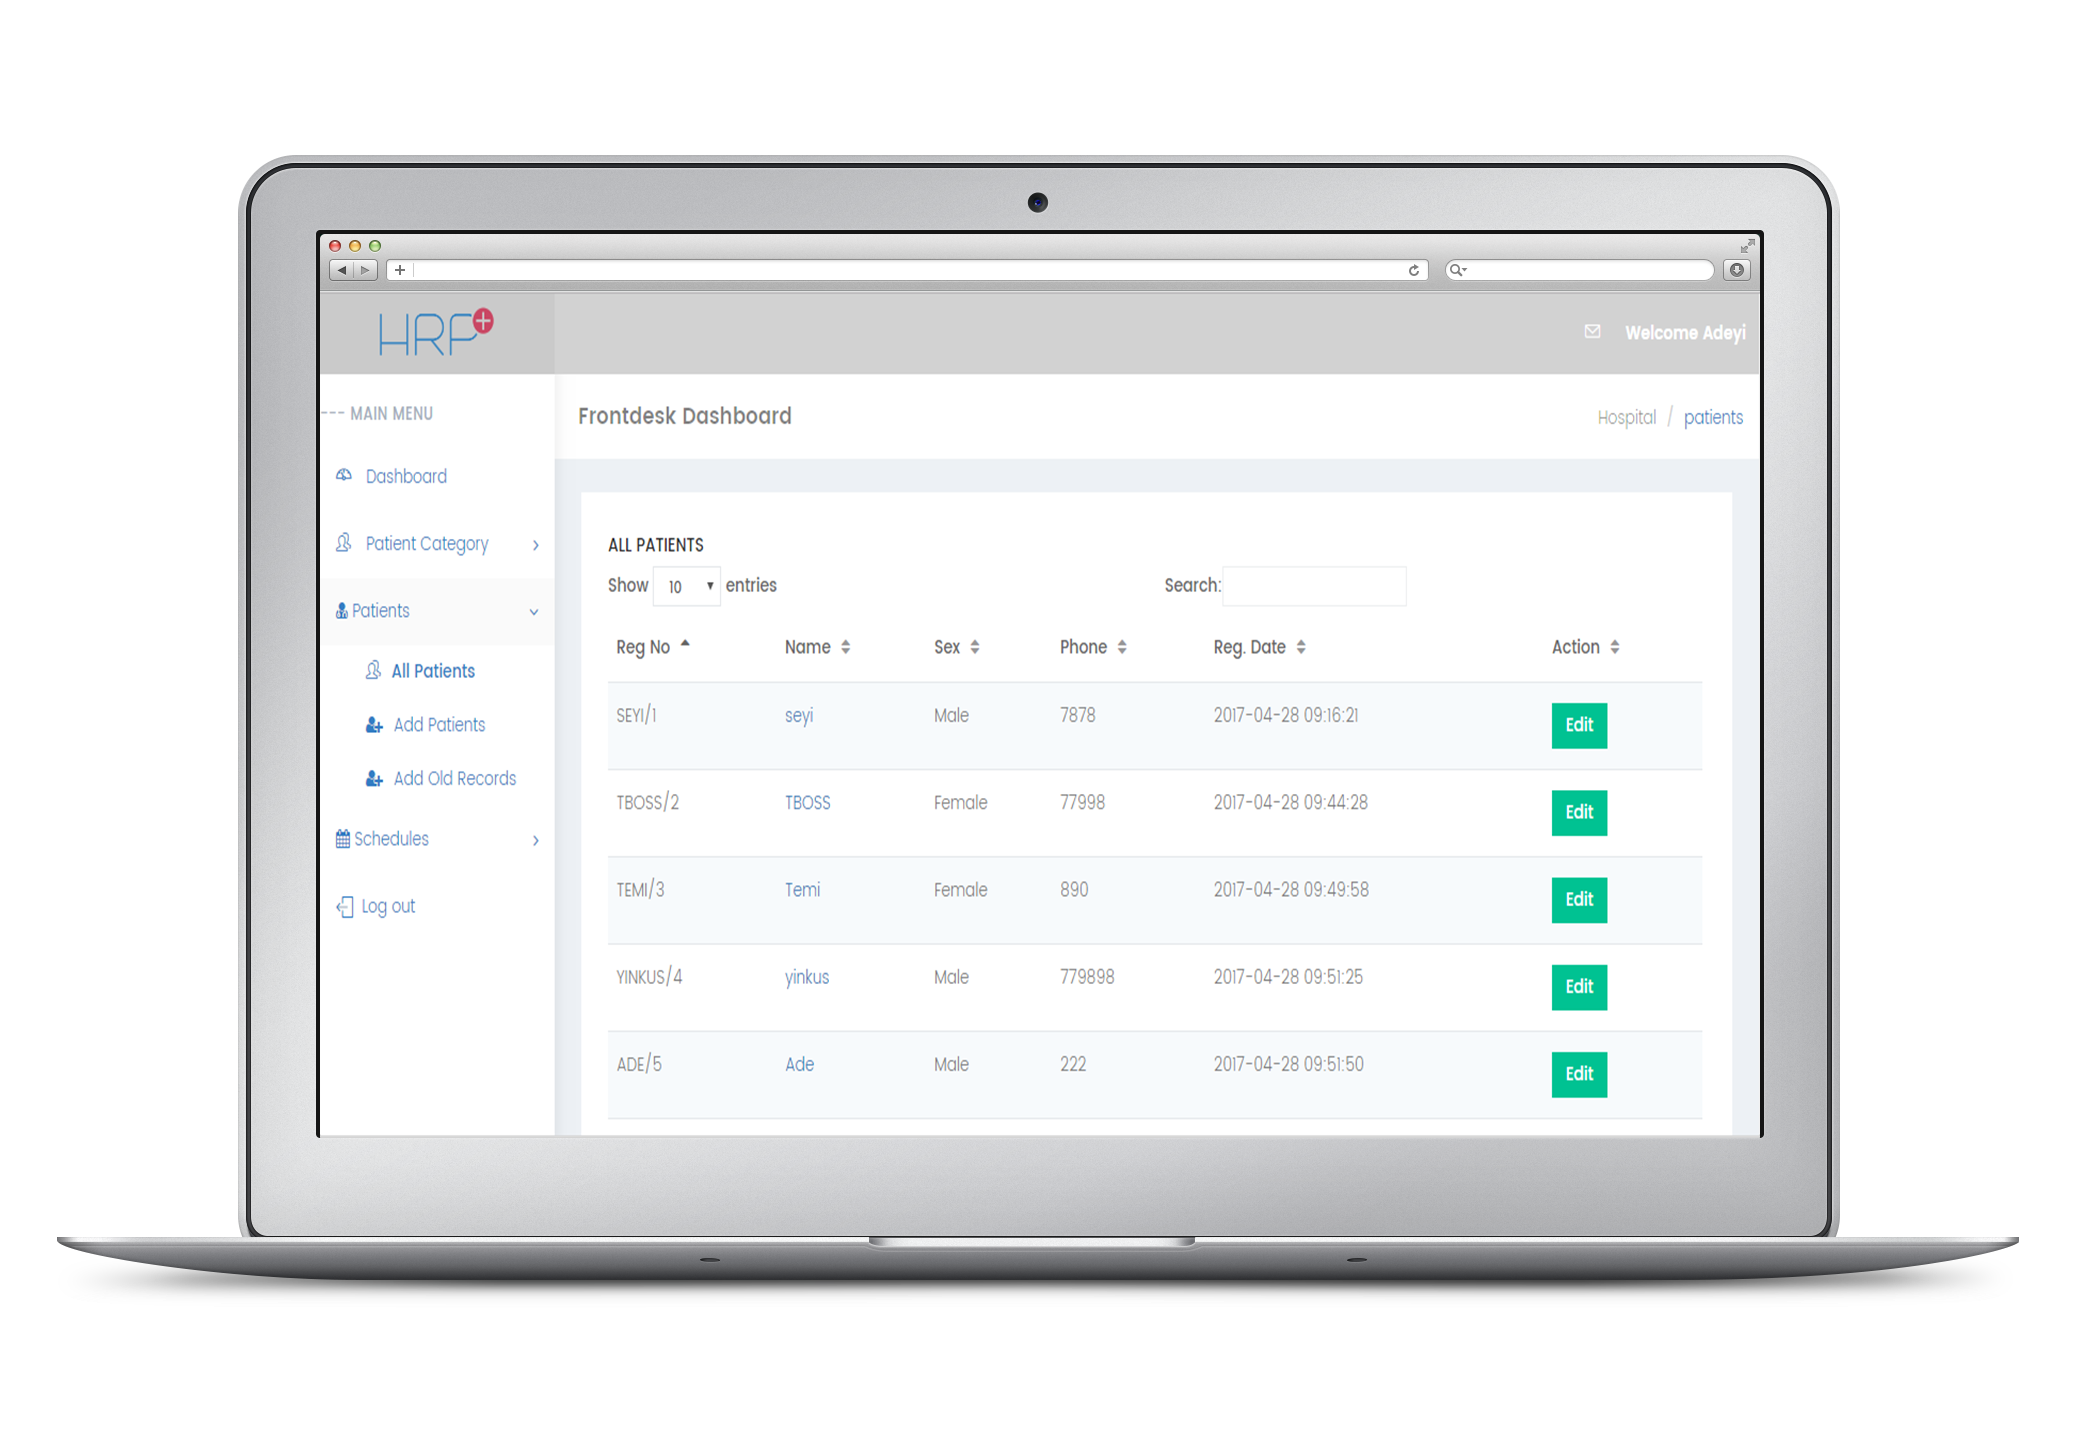 HRF+
Welcome Adeyi
--- MAIN MENU
Frontdesk Dashboard
Hospital / patients
Dashboard
Patient Category
Patients
All Patients
Add Patients
Add Old Records
Schedules
Log out
ALL PATIENTS
Show 10 entries Search:
Reg No Name Sex Phone Reg. Date Action
SEYI/1 seyi Male 7878 2017-04-28 09:16:21 Edit
TBOSS/2 TBOSS Female 77998 2017-04-28 09:44:28 Edit
TEMI/3 Temi Female 890 2017-04-28 09:49:58 Edit
YINKUS/4 yinkus Male 779898 2017-04-28 09:51:25 Edit
ADE/5 Ade Male 222 2017-04-28 09:51:50 Edit